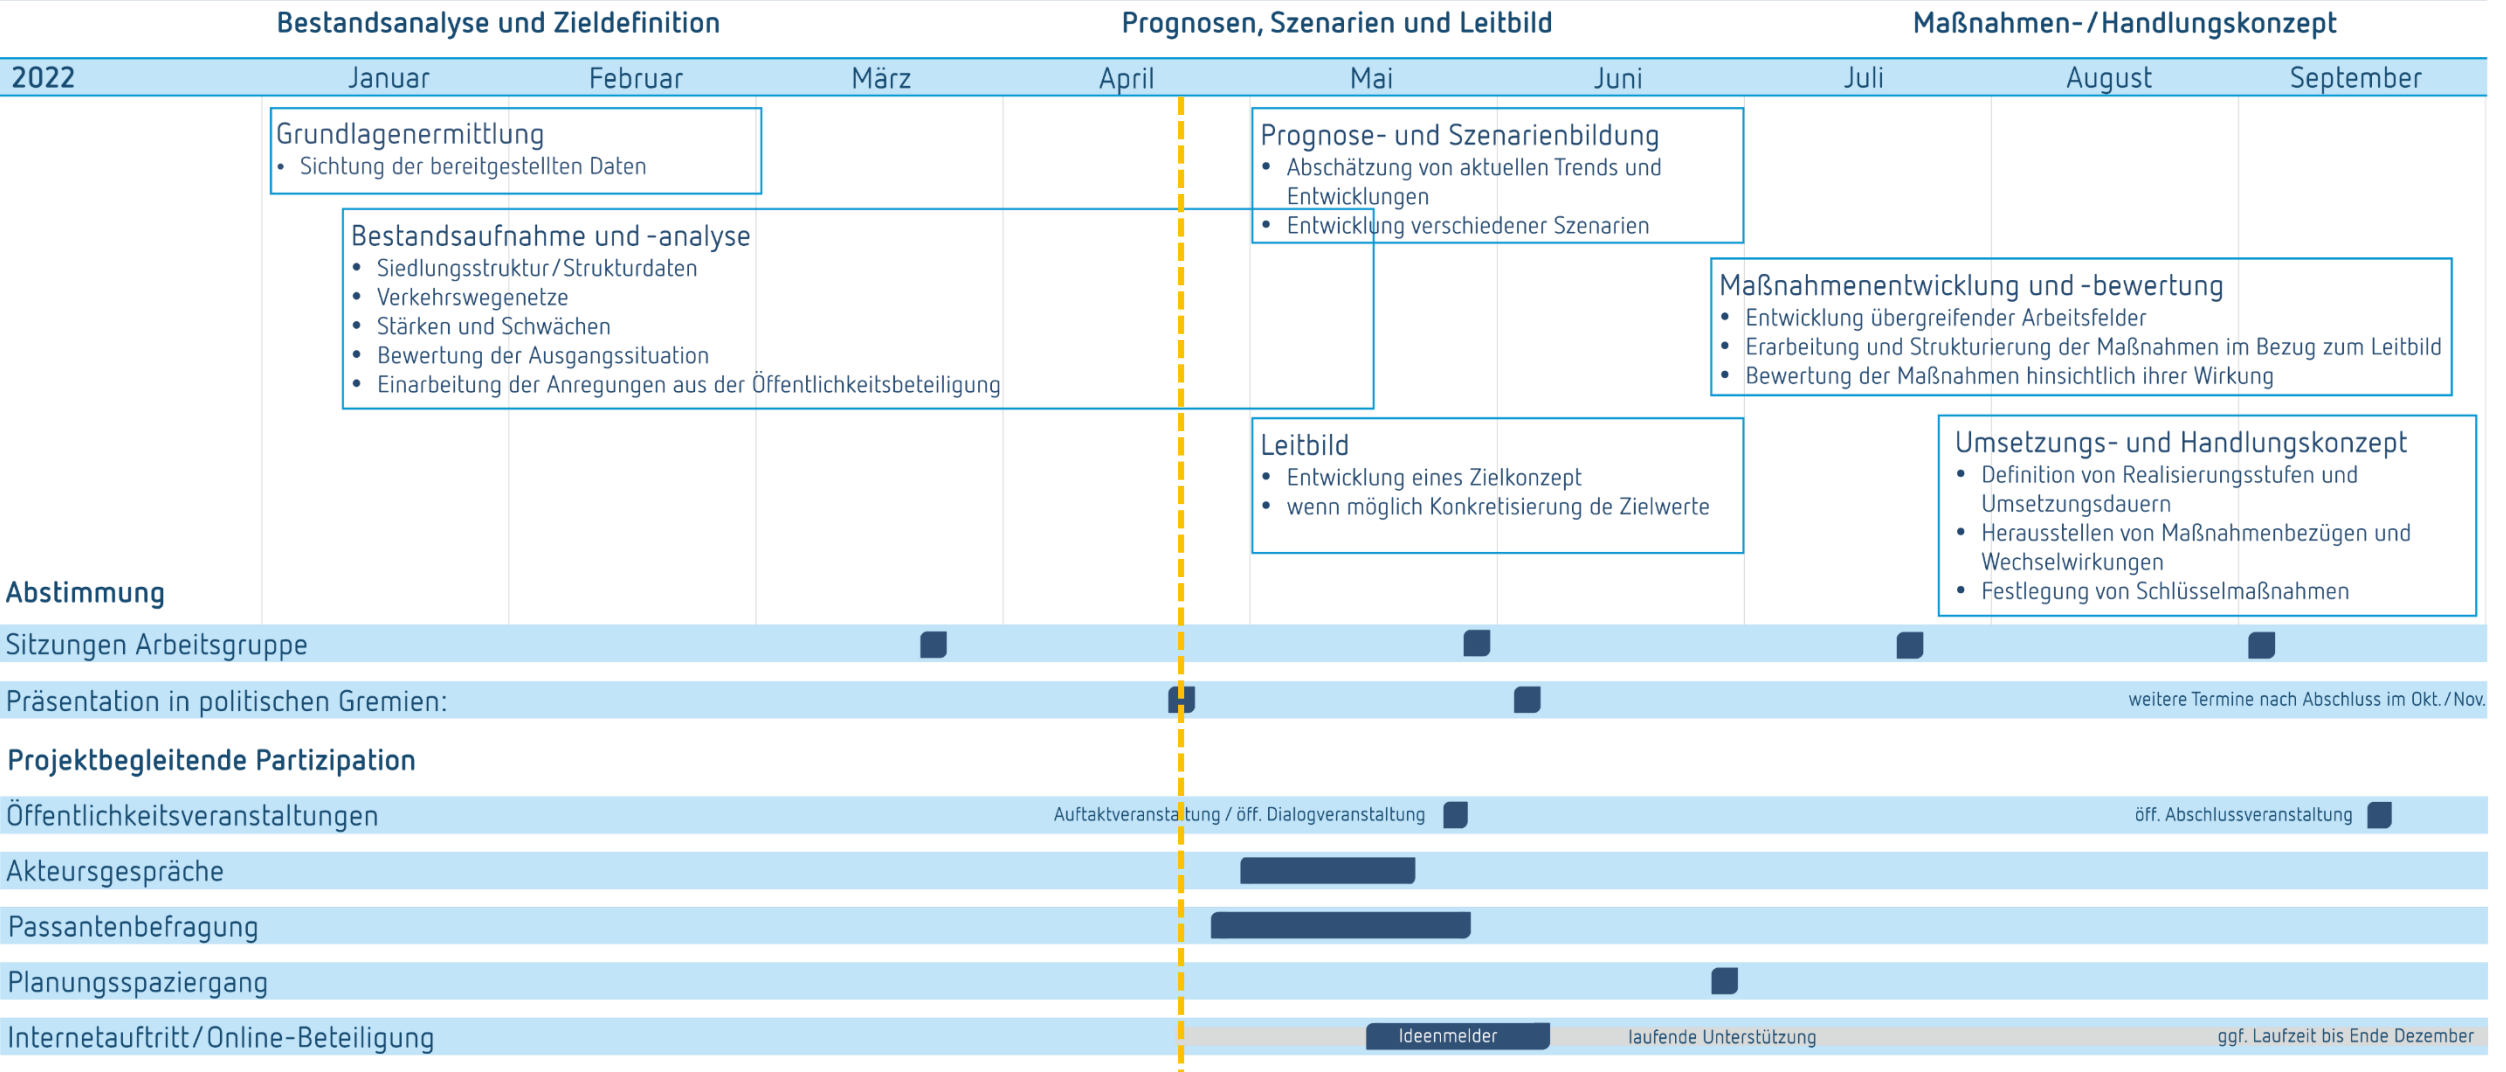 Bestandsanalyse und Zieldefinition
Prognosen, Szenarien und Leitbild
Maßnahmen-/Handlungskonzept
2022 Januar Februar März April Mai Juni Juli August September
Grundlagenermittlung
• Sichtung der bereitgestellten Daten
Bestandsaufnahme und -analyse
• Siedlungsstruktur/Strukturdaten
• Verkehrswegenetze
• Stärken und Schwächen
• Bewertung der Ausgangssituation
• Einarbeitung der Anregungen aus der Öffentlichkeitsbeteiligung
Prognose- und Szenarienbildung
• Abschätzung von aktuellen Trends und
Entwicklungen
• Entwicklung verschiedener Szenarien
Leitbild
• Entwicklung eines Zielkonzept
• wenn möglich Konkretisierung de Zielwerte
Maßnahmenentwicklung und -bewertung
• Entwicklung übergreifender Arbeitsfelder
• Erarbeitung und Strukturierung der Maßnahmen im Bezug zum Leitbild
• Bewertung der Maßnahmen hinsichtlich ihrer Wirkung
Umsetzungs- und Handlungskonzept
• Definition von Realisierungsstufen und
Umsetzungsdauern
• Herausstellen von Maßnahmenbezügen und
Wechselwirkungen
• Festlegung von Schlüsselmaßnahmen
Abstimmung
Sitzungen Arbeitsgruppe
Präsentation in politischen Gremien:
weitere Termine nach Abschluss im Okt./Nov.
Projektbegleitende Partizipation
Öffentlichkeitsveranstaltungen
Auftaktveranstaltung / öff. Dialogveranstaltung
öff. Abschlussveranstaltung
Akteursgespräche
Passantenbefragung
Planungsspaziergang
Internetauftritt/Online-Beteiligung
Ideenmelder
laufende Unterstützung
ggf. Laufzeit bis Ende Dezember